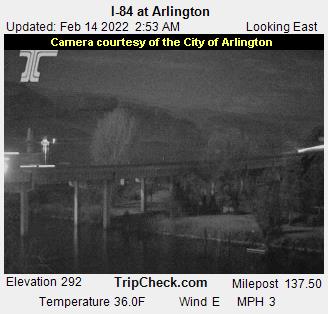 I-84 at Arlington
Updated: Feb 14 2022 2:53 AM Looking East
Camera courtesy of the City of Arlington
Elevation 292 TripCheck.com Milepost 137.50
Temperature 36.0F Wind E MPH 3